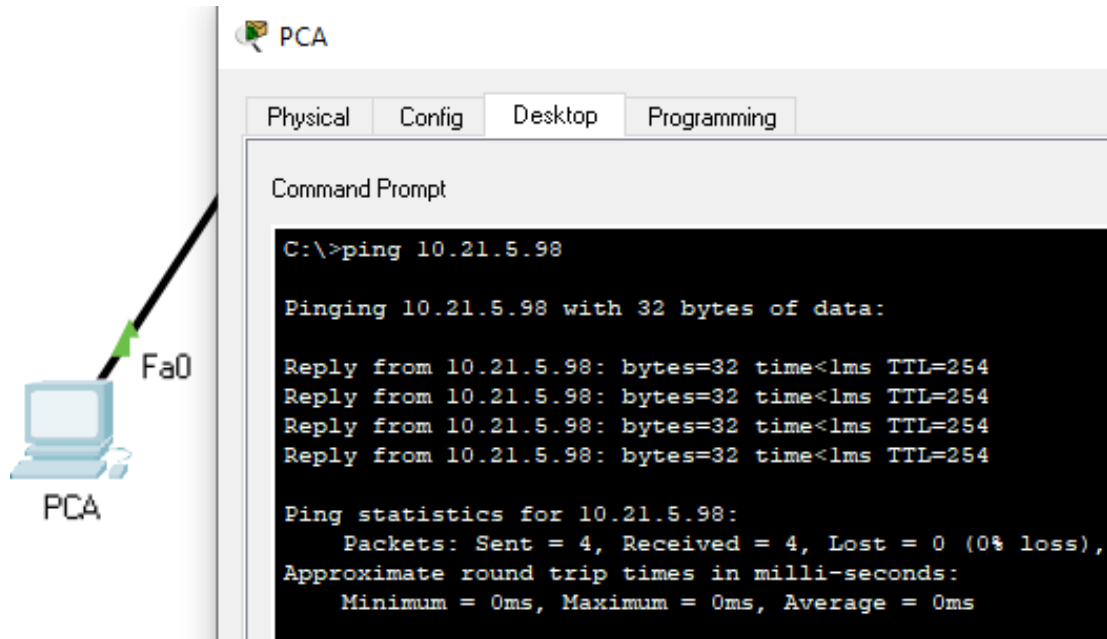 PCA
Physical Config Desktop Programming
Command Prompt
C:\>ping 10.21.5.98
Pinging 10.21.5.98 with 32 bytes of data:
Reply from 10.21.5.98: bytes=32 time<1ms TTL=254
Reply from 10.21.5.98: bytes=32 time<1ms TTL=254
Reply from 10.21.5.98: bytes=32 time<1ms TTL=254
Reply from 10.21.5.98: bytes=32 time<1ms TTL=254
Ping statistics for 10.21.5.98:
Packets: Sent = 4, Received = 4, Lost = 0 (0% loss),
Approximate round trip times in milli-seconds:
Minimum = 0ms, Maximum = 0ms, Average = 0ms
Fa0
PCA